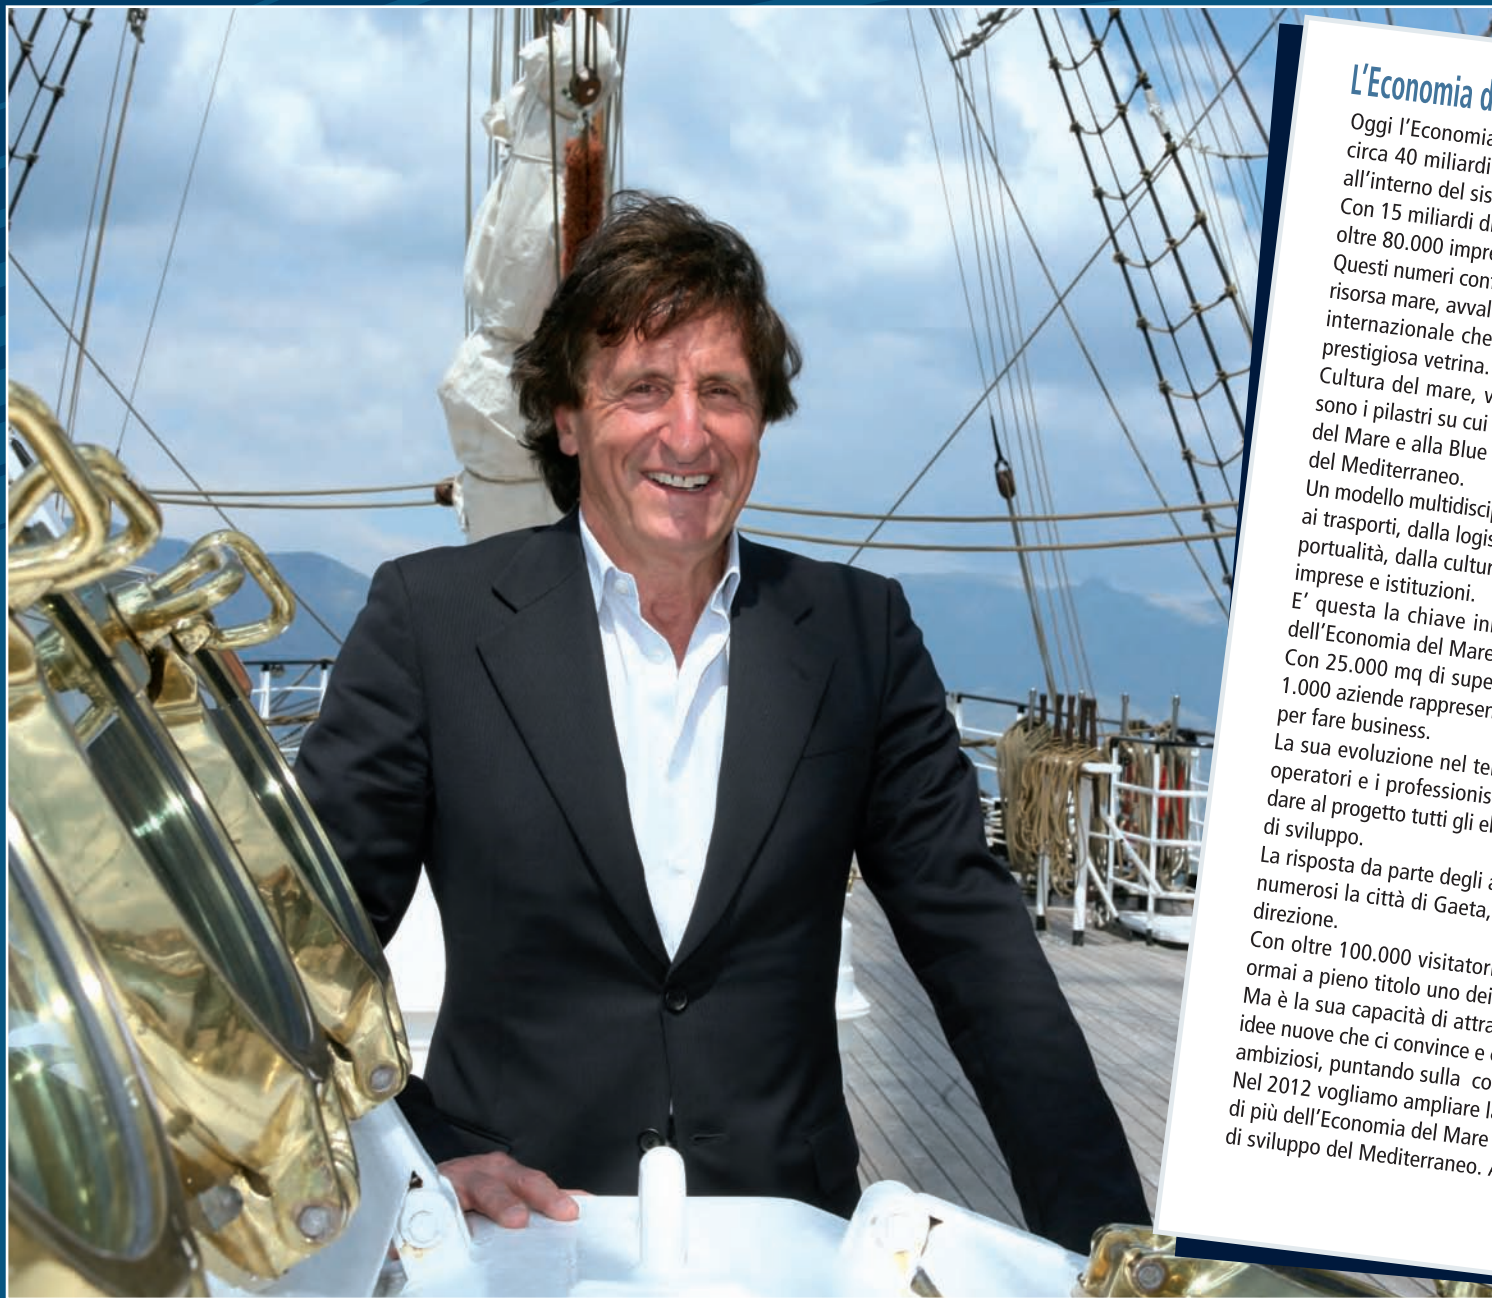 L’Economia d
Oggi l’Economia
circa 40 miliardi
all’interno del sis
Con 15 miliardi di
oltre 80.000 impre
Questi numeri conf
risorsa mare, avval
internazionale che
prestigiosa vetrina.
Cultura del mare, v
sono i pilastri su cui
del Mare e alla Blue
del Mediterraneo.
Un modello multidiscip
ai trasporti, dalla logis
portualità, dalla cultur
imprese e istituzioni.
E’ questa la chiave inn
dell’Economia del Mare
Con 25.000 mq di supe
1.000 aziende rappresen
per fare business.
La sua evoluzione nel te
operatori e i professionis
dare al progetto tutti gli el
di sviluppo.
La risposta da parte degli a
numerosi la città di Gaeta,
direzione.
Con oltre 100.000 visitatori
ormai a pieno titolo uno dei
Ma è la sua capacità di attra
idee nuove che ci convince e
ambiziosi, puntando sulla co
Nel 2012 vogliamo ampliare l
di più dell’Economia del Mare
di sviluppo del Mediterraneo. A